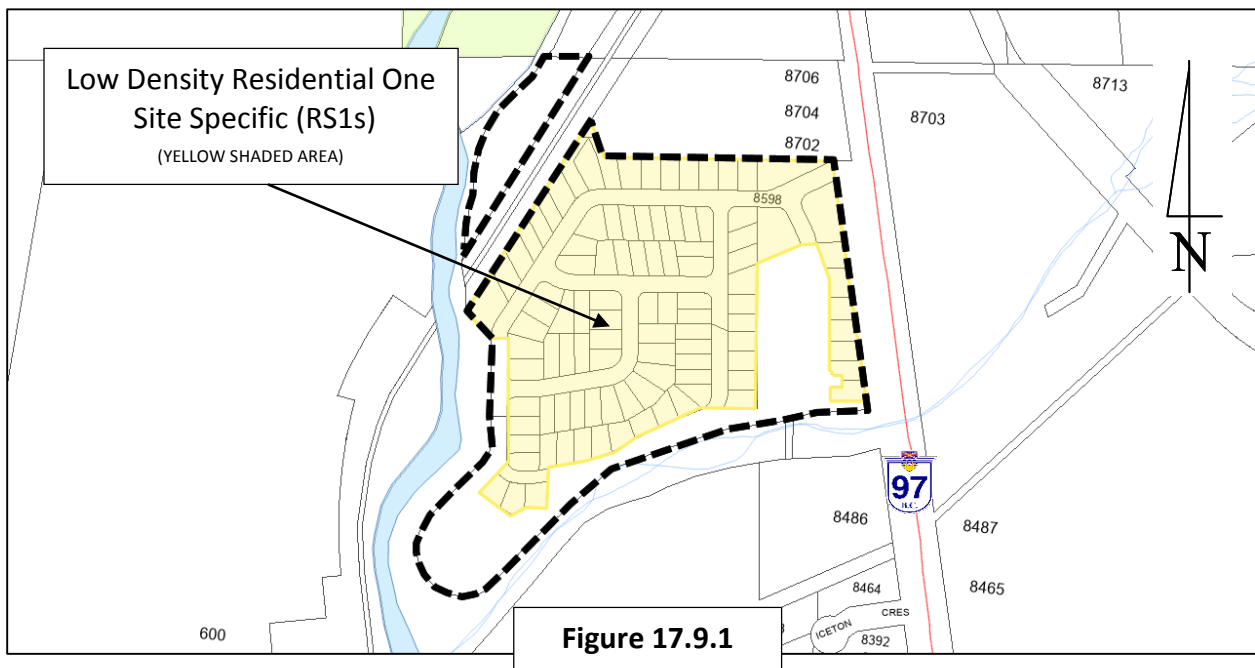 Low Density Residential One
Site Specific (RS1s)
(YELLOW SHADED AREA)
8706
8704
8702
8713
8703
8598
N
97
B.C.
8486
8487
8464
8465
CRES
ICETON
8392
600
Figure 17.9.1